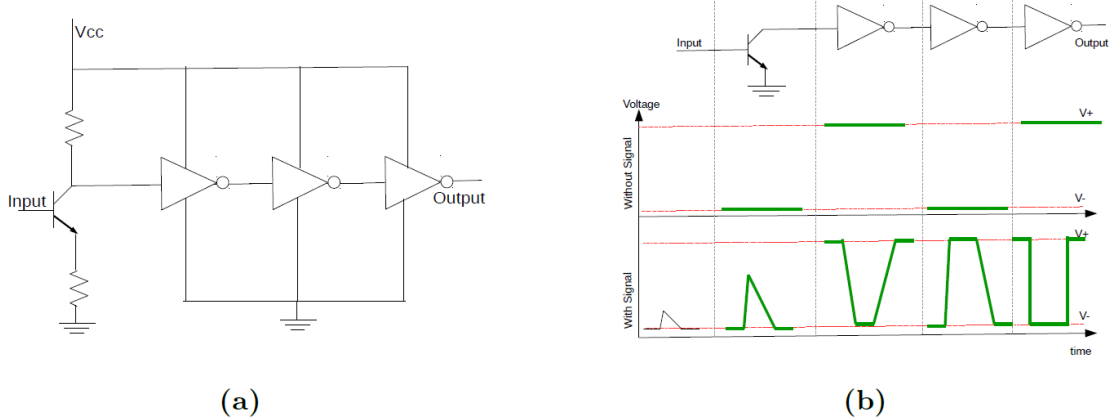 Vcc
Input
Output
(a)
Input
Output
Voltage
Without Signal
V+
V-
With Signal
V+
V-
time
(b)